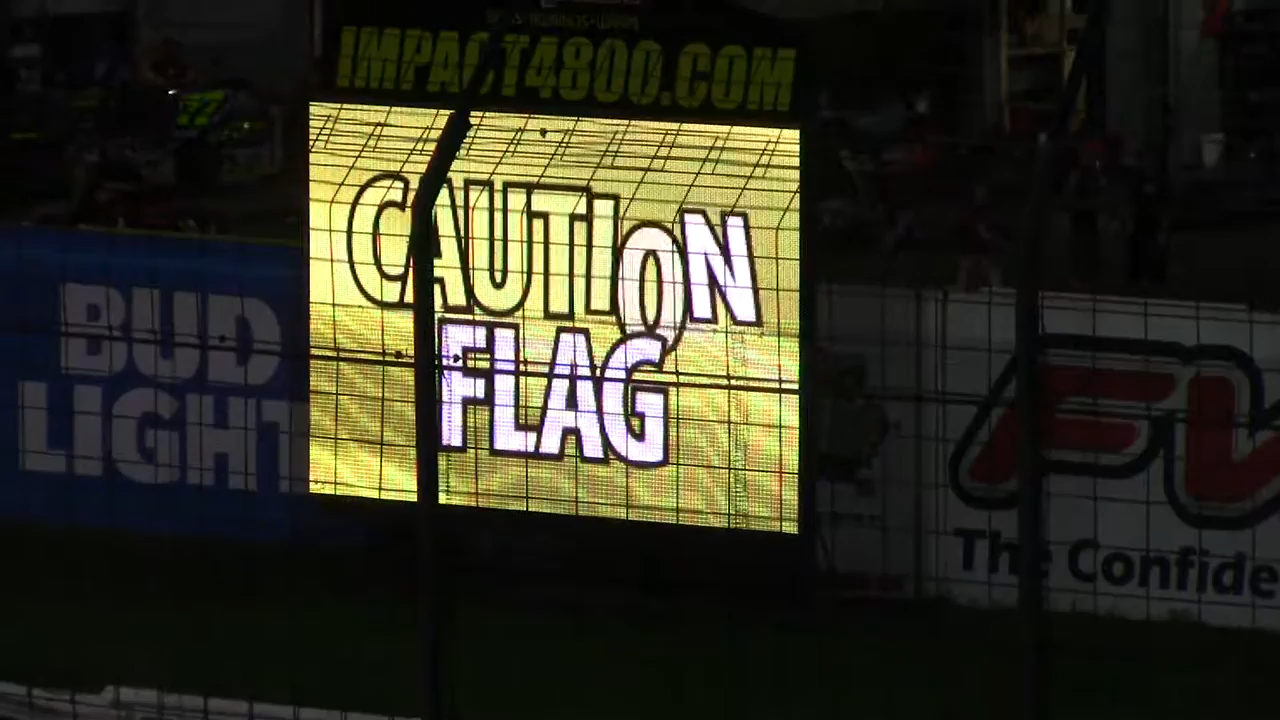 IMPACT4800.COM
CAUTION
FLAG
BUD
LIGHT
The Confide